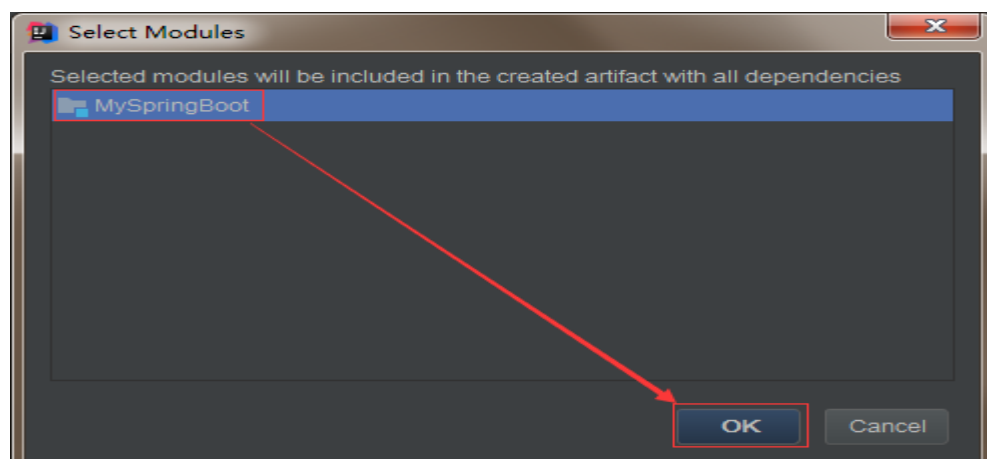 Select Modules
Selected modules will be included in the created artifact with all dependencies
MySpringBoot
OK
Cancel